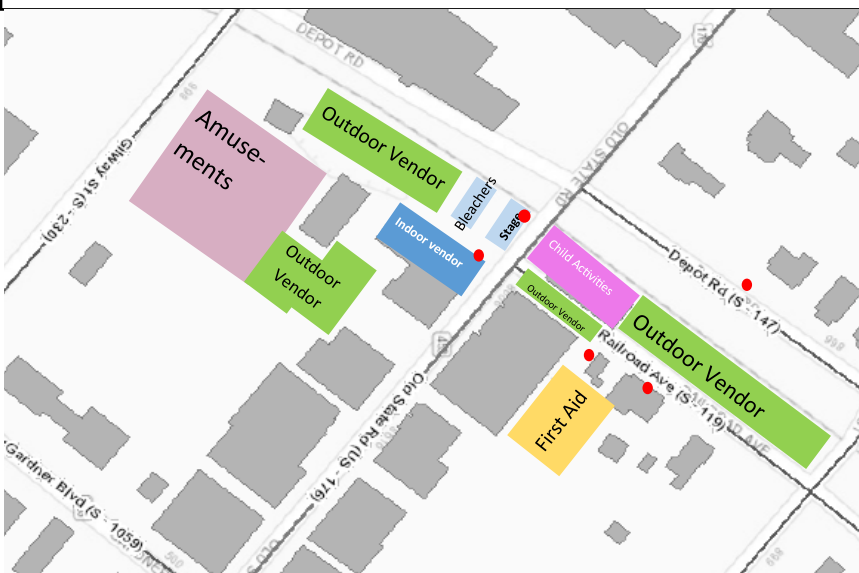 DEPOT RD
Amuse-
ments
Outdoor Vendor
Bleachers
Stage
Indoor vendor
Outdoor
Vendor
Gilway St (S - 230)
OLD STATE RD
Child Activities
Depot Rd (S - 147)
Outdoor Vendor
Outdoor Vendor
Railroad Ave (S - 119)
First Aid
Old State Rd (US - 176)
Gardner Blvd (S - 1059)